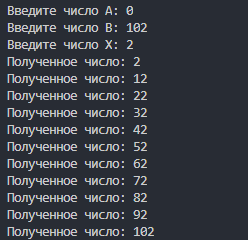 Введите число A: 0
Введите число B: 102
Введите число X: 2
Полученное число: 2
Полученное число: 12
Полученное число: 22
Полученное число: 32
Полученное число: 42
Полученное число: 52
Полученное число: 62
Полученное число: 72
Полученное число: 82
Полученное число: 92
Полученное число: 102